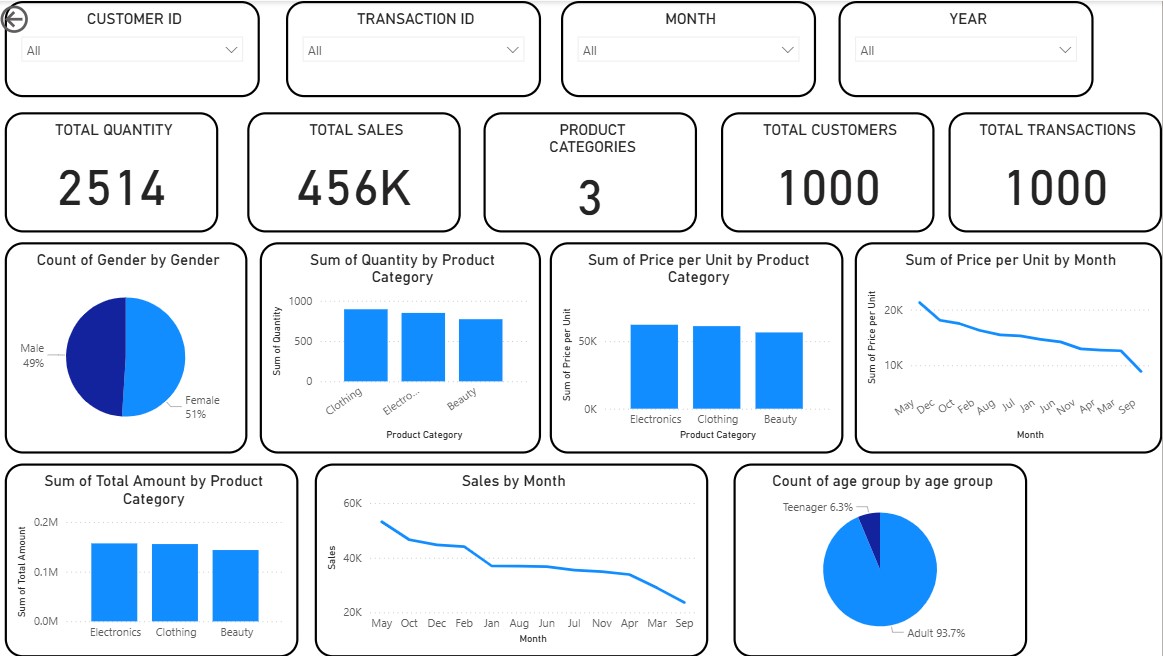 CUSTOMER ID
All
TRANSACTION ID
All
MONTH
All
YEAR
All
TOTAL QUANTITY
2514
TOTAL SALES
456K
PRODUCT
CATEGORIES
3
TOTAL CUSTOMERS
1000
TOTAL TRANSACTIONS
1000
Count of Gender by Gender
Male
49%
Female
51%
Sum of Quantity by Product
Category
Sum of Quantity
1000
500
0
Clothing
Electro...
Beauty
Product Category
Sum of Price per Unit by Product
Category
Sum of Price per Unit
50K
0K
Electronics
Clothing
Beauty
Product Category
Sum of Price per Unit by Month
Sum of Price per Unit
20K
10K
May
Dec
Oct
Feb
Aug
Jul
Jan
Jun
Nov
Apr
Mar
Sep
Month
Sum of Total Amount by Product
Category
Sum of Total Amount
0.2M
0.1M
0.0M
Electronics
Clothing
Beauty
Sales by Month
Sales
60K
40K
20K
May
Oct
Dec
Feb
Jan
Aug
Jun
Jul
Nov
Apr
Mar
Sep
Month
Count of age group by age group
Teenager 6.3%
Adult 93.7%